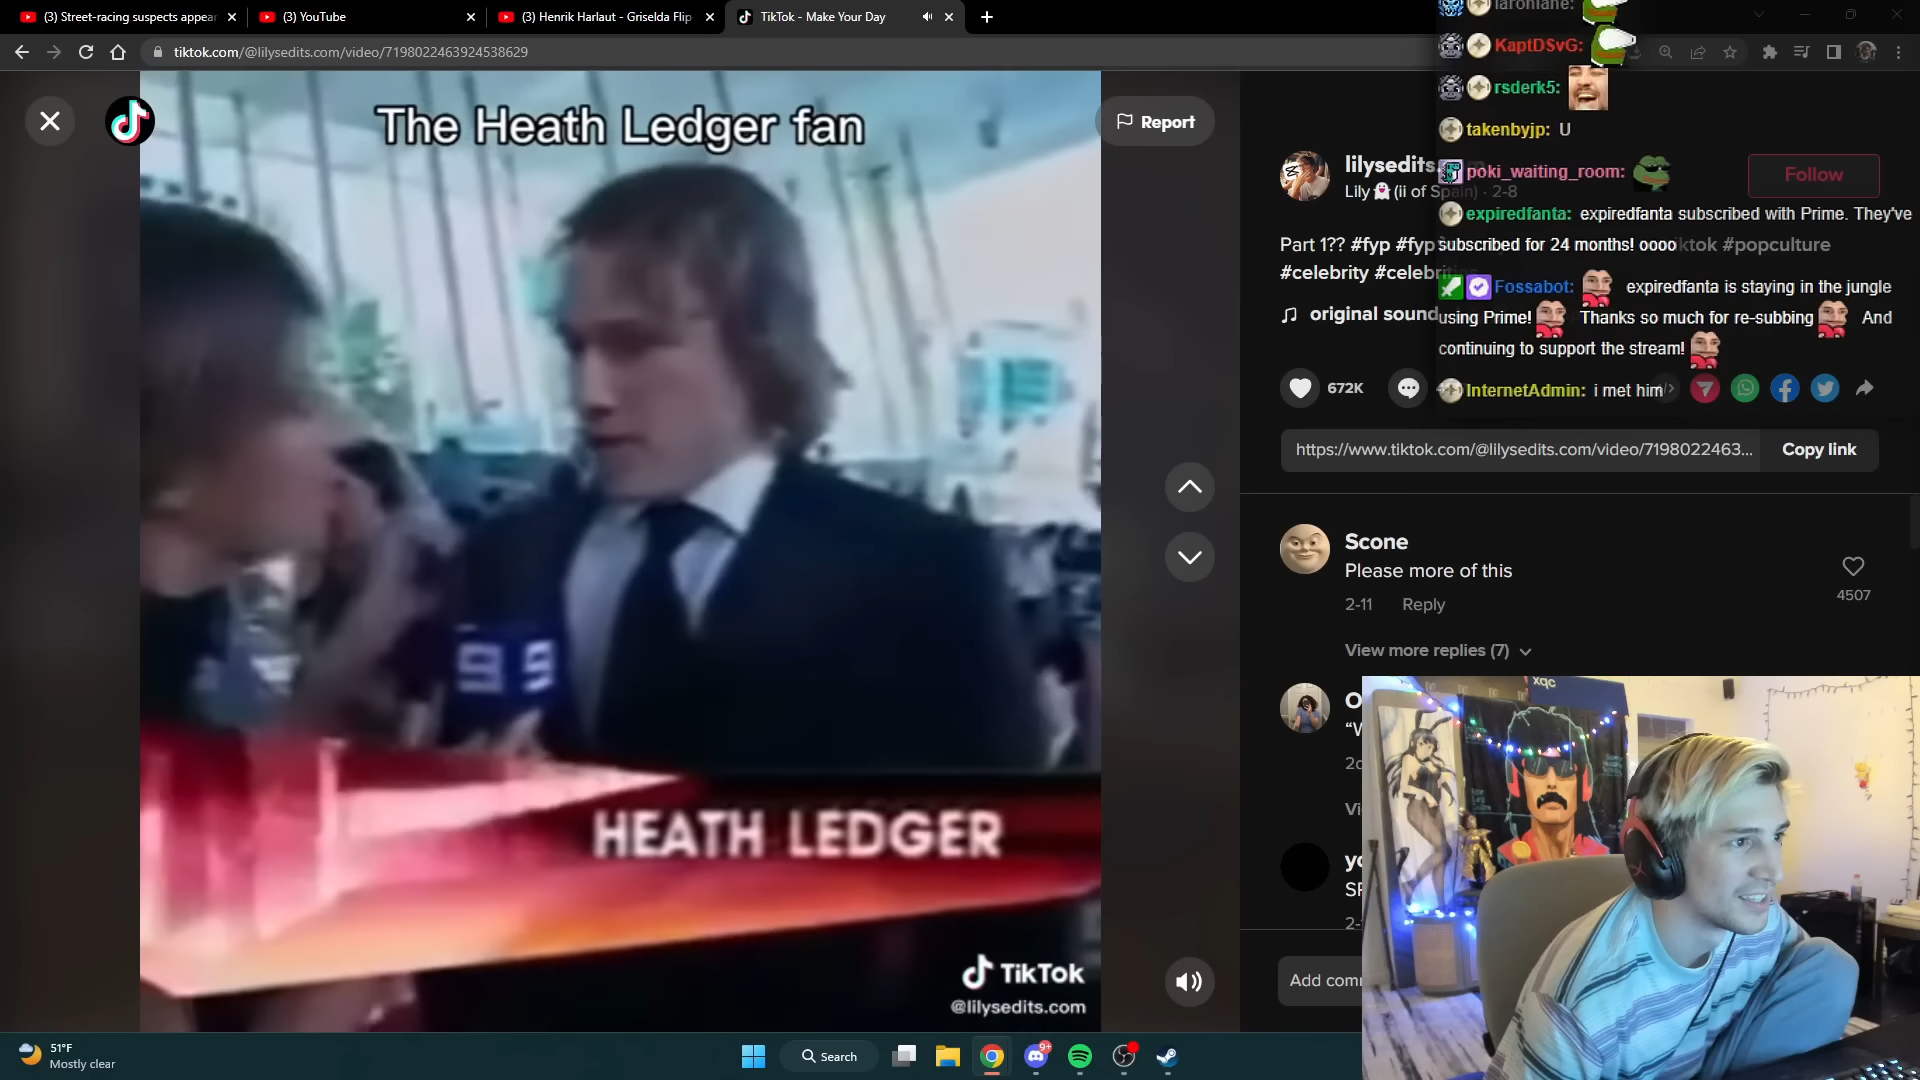 (3) Street-racing suspects appear
(3) YouTube
(3) Henrik Harlaut - Griselda Flip
TikTok - Make Your Day
tiktok.com/@lilysedits.com/video/7198022463924538629
The Heath Ledger fan
Report
HEATH LEDGER
TikTok
@lilysedits.com
lilysedits.
Lily (ii of Spain) · 2-8
Follow
Part 1?? #fyp #fyp
ktok #popculture
#celebrity
original sound
672K
https://www.tiktok.com/@lilysedits.com/video/719802246 3...
Copy link
Scone
Please more of this
2-11 Reply
4507
View more replies (7)
KaptDSvG:
rsderk5:
takenbyjp: U
poki_waiting_room:
expiredfanta: expiredfanta subscribed with Prime. They've
subscribed for 24 months! oooo
Fossabot: expiredfanta is staying in the jungle
using Prime! Thanks so much for re-subbing And
continuing to support the stream!
InternetAdmin: i met him
xqc
51°F
Mostly clear
Search
9+